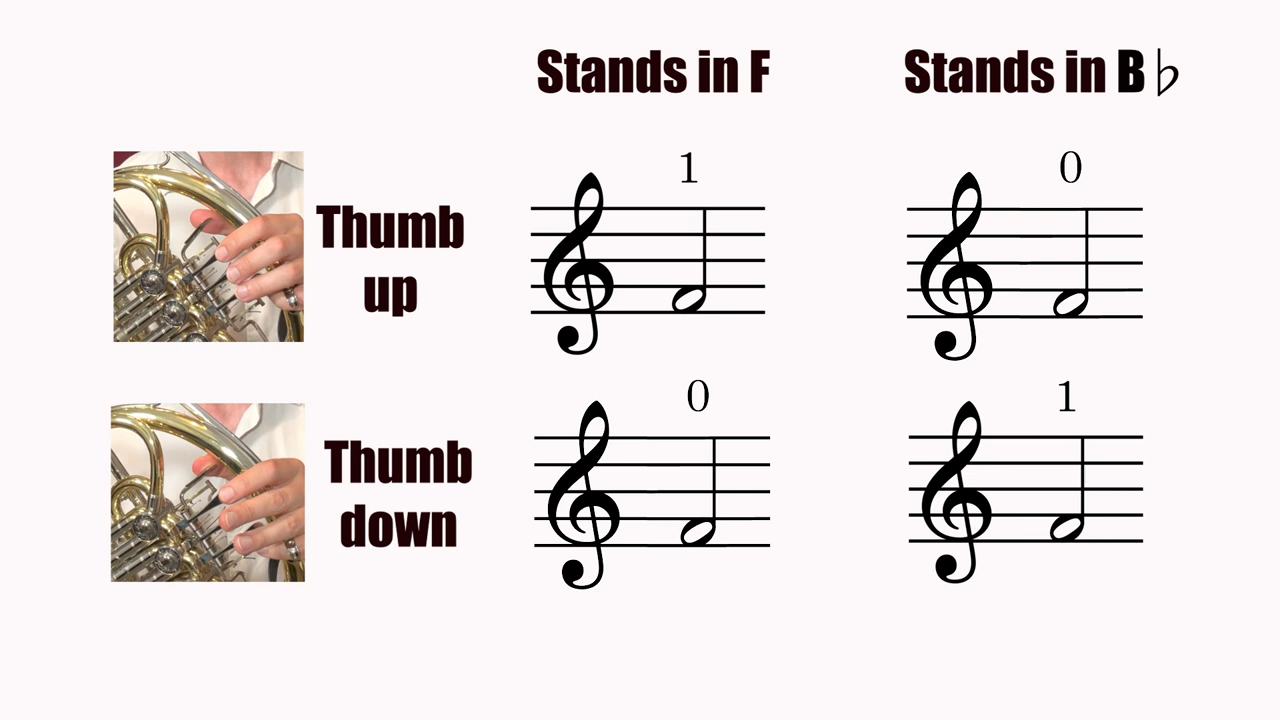 Stands in F
Stands in B♭
1
0
Thumb
up
0
1
Thumb
down